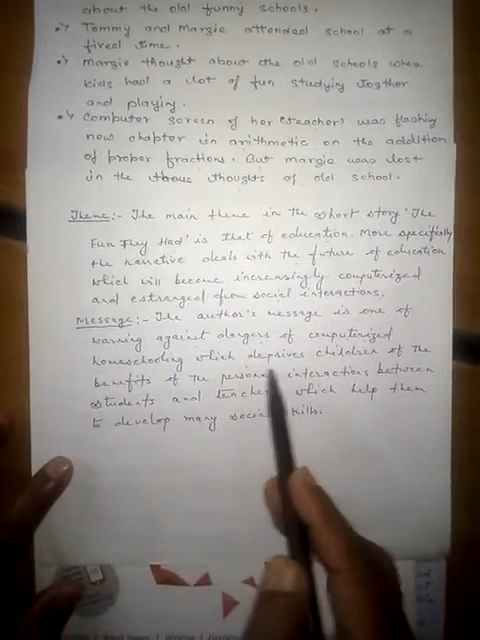 about the old funny schools.
Tommy and Margie attended school at a
fixed time.
Margie thought about the old schools when
kids had a lot of fun studying together
and playing.
Computer screen of her (teacher) was flashing
new chapter in arithmetic on the addition
of proper fractions. But margie was lost
in the thoughts of old school.
Theme:- The main theme in the short story 'The
Fun They Had' is that of education. More specifically
the narrative deals with the future of education
which will become increasingly computerized
and estranged from social interactions.
Message:- The author's message is one of
warning against dangers of computerized
homeschooling which deprives children of the
benefits of the personal interactions between
students and teachers which help them
to develop many social skills.